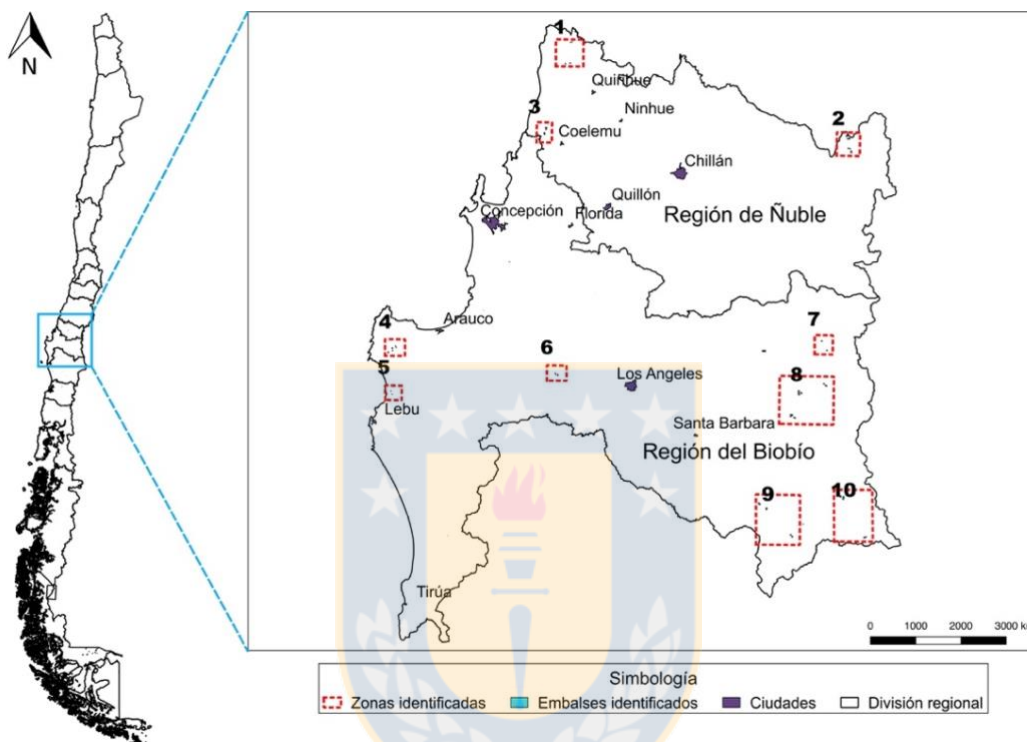 N
1
Quirihue
Ninhue
3
Coelemu
2
Chillán
Quillón
Concepción
Florida
Región de Ñuble
Arauco
4
7
6
5
Los Angeles
8
Lebu
Santa Barbara
Región del Biobío
9
10
Tirúa
0 1000 2000 3000 k
Simbología
Zonas identificadas Embalses identificados Ciudades División regional